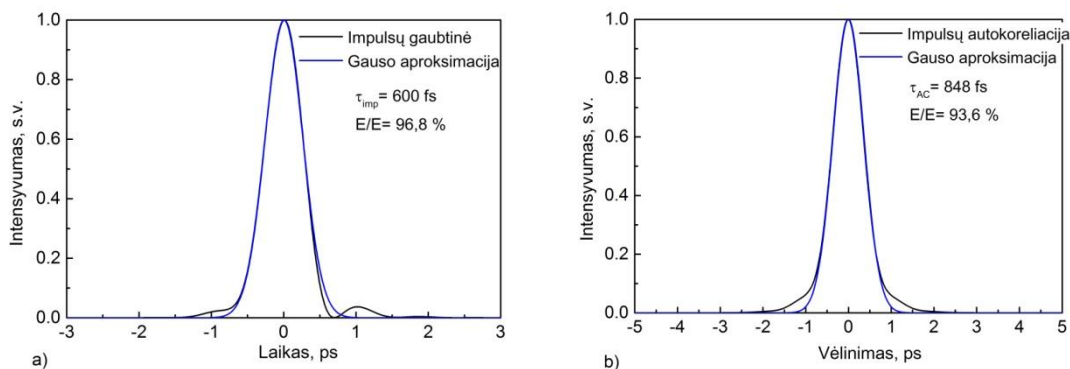 Intensyvumas, s.v.
1.0
0.8
0.6
0.4
0.2
0.0
Impulsų gaubtinė
Gauso aproksimacija
τimp= 600 fs
E/E= 96,8 %
-3 -2 -1 0 1 2 3
Laikas, ps
a)
Intensyvumas, s.v.
1.0
0.8
0.6
0.4
0.2
0.0
Impulsų autokoreliacija
Gauso aproksimacija
τAC= 848 fs
E/E= 93,6 %
-5 -4 -3 -2 -1 0 1 2 3 4 5
Vėlinimas, ps
b)